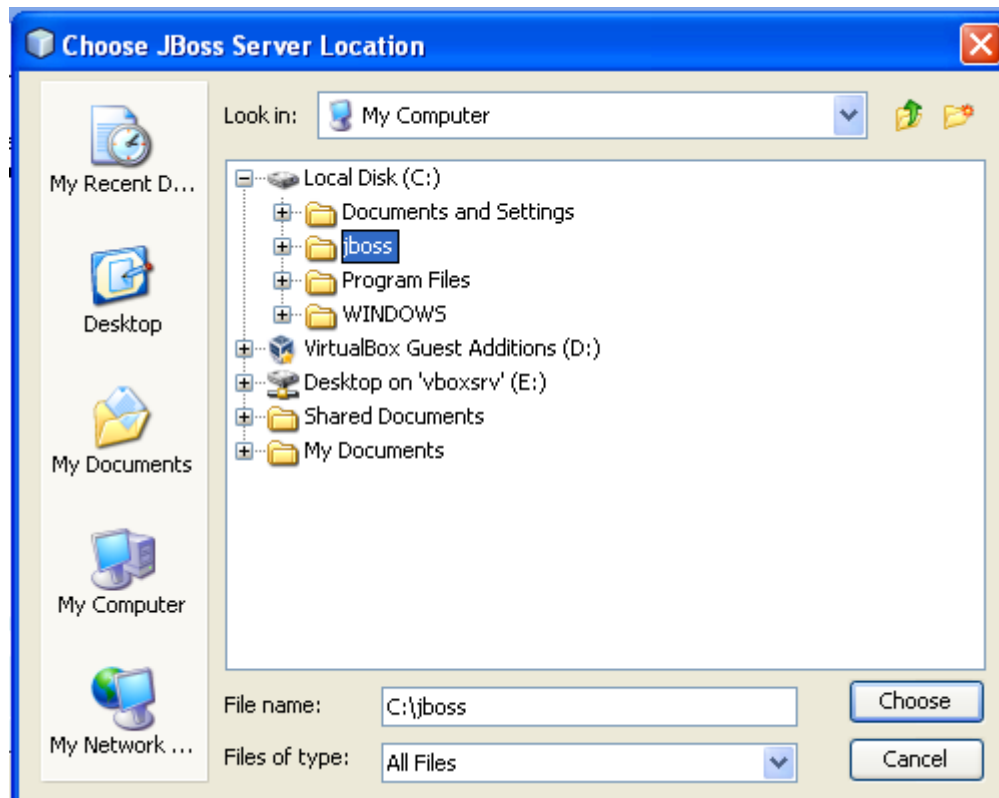 Choose JBoss Server Location
Look in: My Computer
My Recent D...
Desktop
My Documents
My Computer
My Network ...
Local Disk (C:)
Documents and Settings
jboss
Program Files
WINDOWS
VirtualBox Guest Additions (D:)
Desktop on 'vboxsrv' (E:)
Shared Documents
My Documents
File name: C:\jboss
Choose
Files of type: All Files
Cancel